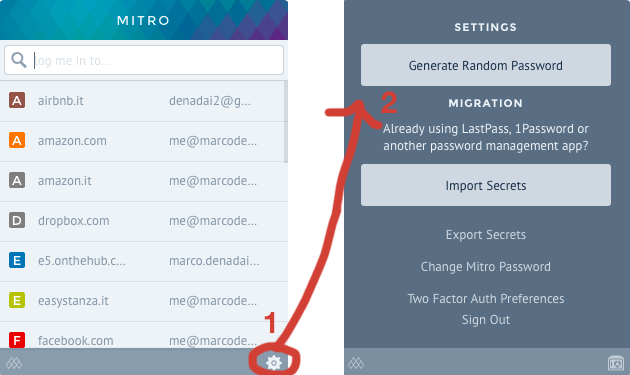 MITRO
log me in to...
A airbnb.it denadai2@g...
A amazon.com me@marcode...
A amazon.it me@marcode...
D dropbox.com me@marcode...
E e5.onthehub.c... marco.denadai...
E easystanza.it me@marcode...
F facebook.com me@marcode...
1
SETTINGS
Generate Random Password
2
MIGRATION
Already using LastPass, 1Password or
another password management app?
Import Secrets
Export Secrets
Change Mitro Password
Two Factor Auth Preferences
Sign Out